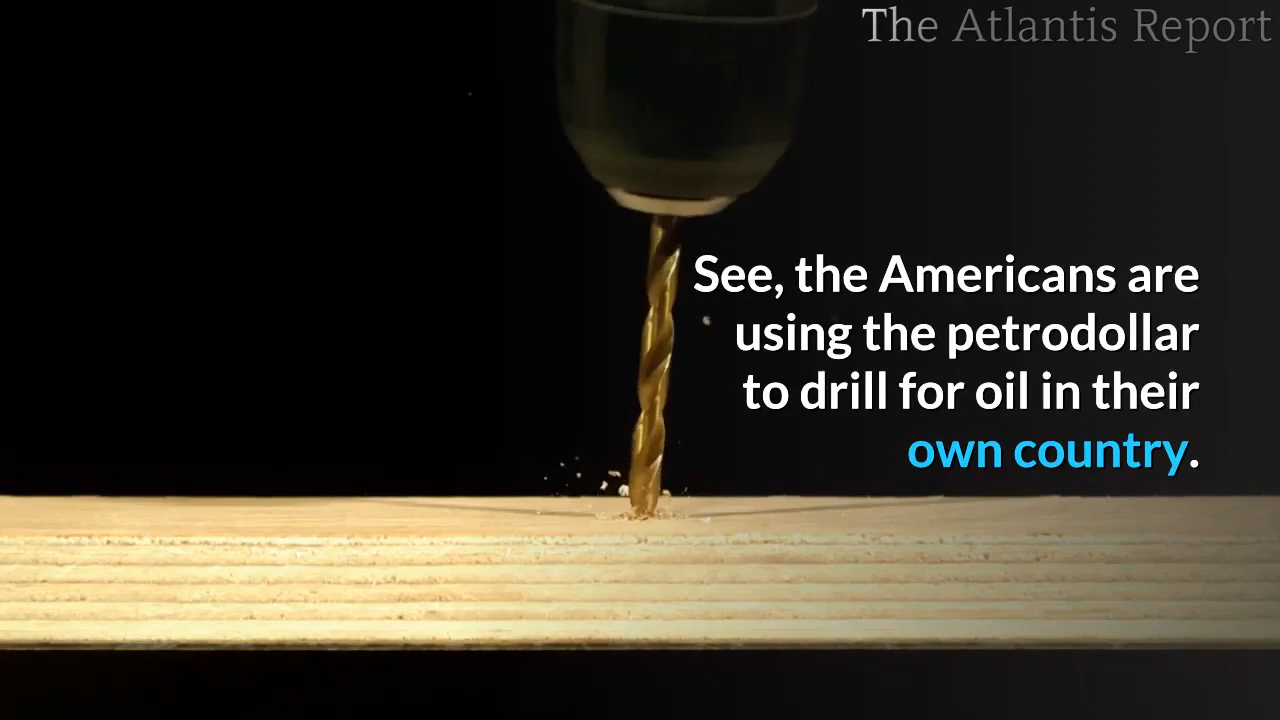 The Atlantis Report
See, the Americans are
using the petrodollar
to drill for oil in their
own country.